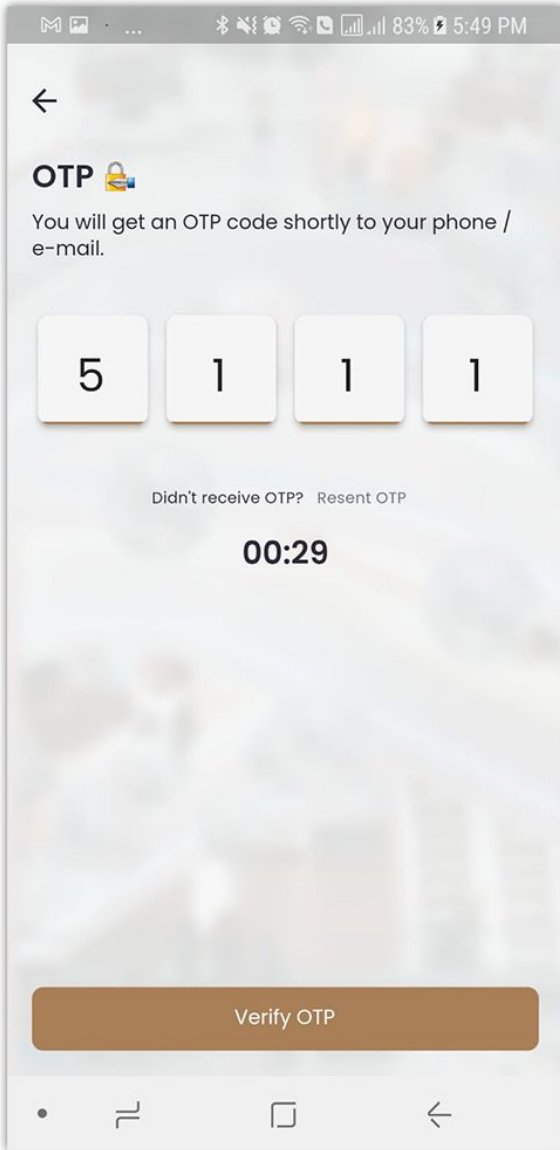 83% 5:49 PM
OTP
You will get an OTP code shortly to your phone /
e-mail.
5 1 1 1
Didn't receive OTP? Resent OTP
00:29
Verify OTP